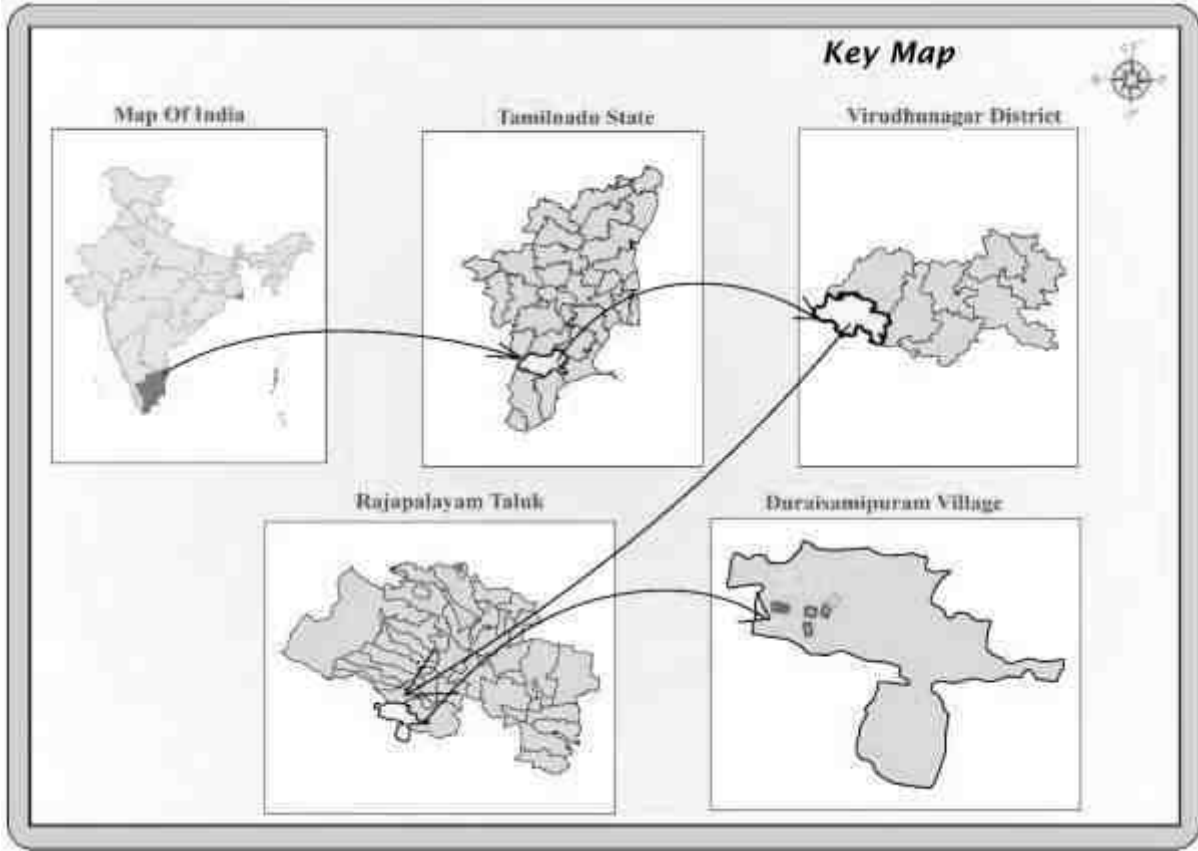 Key Map
Map Of India
Tamilnadu State
Virudhunagar District
Rajapalayam Taluk
Duraisamipuram Village